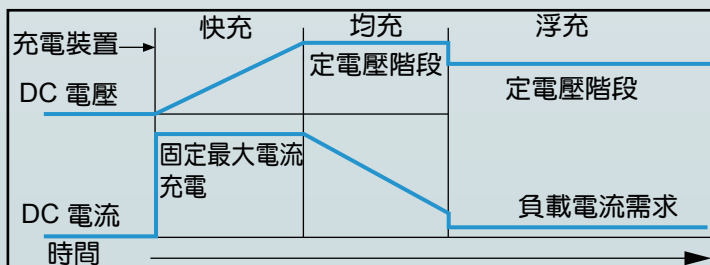 快充
均充
浮充
充電裝置
定電壓階段
定電壓階段
DC 電壓
固定最大電流
充電
負載電流需求
DC 電流
時間